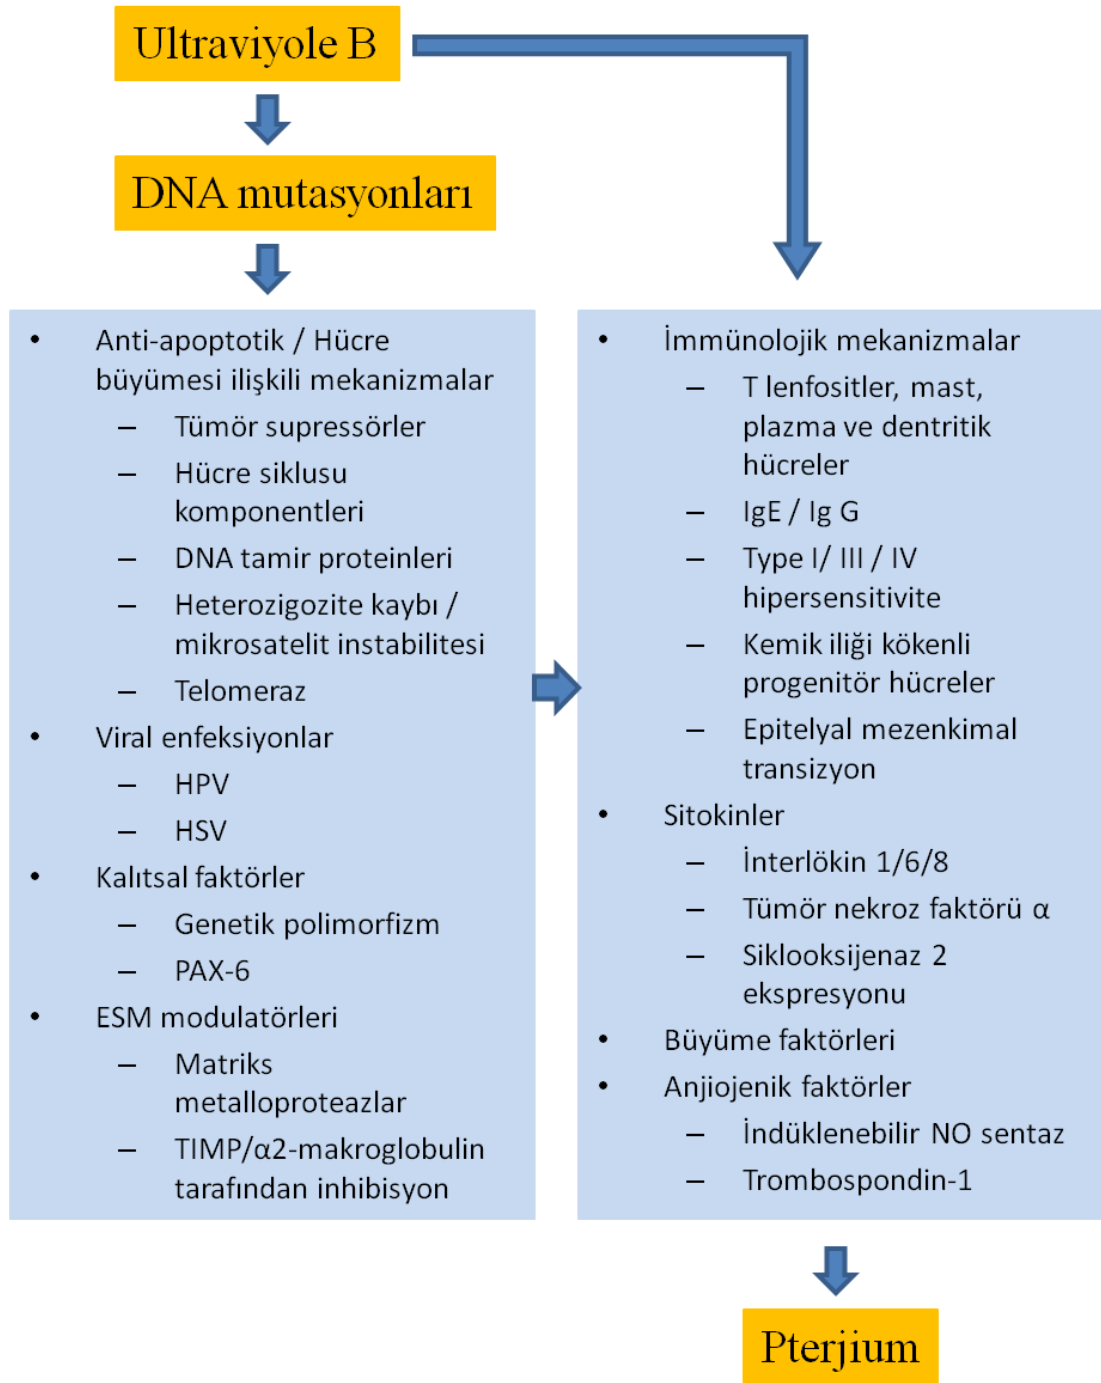 Ultraviyole B
DNA mutasyonları
• Anti-apoptotik / Hücre
büyümesi ilişkili mekanizmalar
– Tümör supressörler
– Hücre siklusu
komponentleri
– DNA tamir proteinleri
– Heterozigozite kaybı /
mikrosatelit instabilitesi
– Telomeraz
• Viral enfeksiyonlar
– HPV
– HSV
• Kalıtsal faktörler
– Genetik polimorfizm
– PAX-6
• ESM modulatörleri
– Matriks
metalloproteazlar
– TIMP/α2-makroglobulin
tarafından inhibisyon
• İmmünolojik mekanizmalar
– T lenfositler, mast,
plazma ve dentritik
hücreler
– IgE / Ig G
– Type I/ III / IV
hipersensitivite
– Kemik iliği kökenli
progenitör hücreler
– Epitelyal mezenkimal
transizyon
• Sitokinler
– İnterlökin 1/6/8
– Tümör nekroz faktörü α
– Siklooksijenaz 2
ekspresyonu
• Büyüme faktörleri
• Anjiojenik faktörler
– İndüklenebilir NO sentaz
– Trombospondin-1
Pterjium